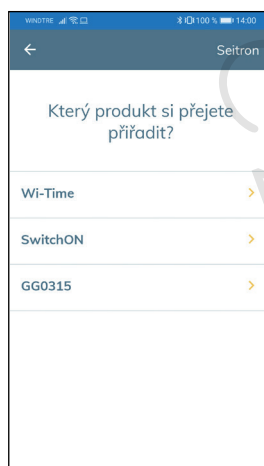 WINDTRE 100 % 14:00
Seitron
Který produkt si přejete
přiřadit?
Wi-Time
SwitchON
GG0315